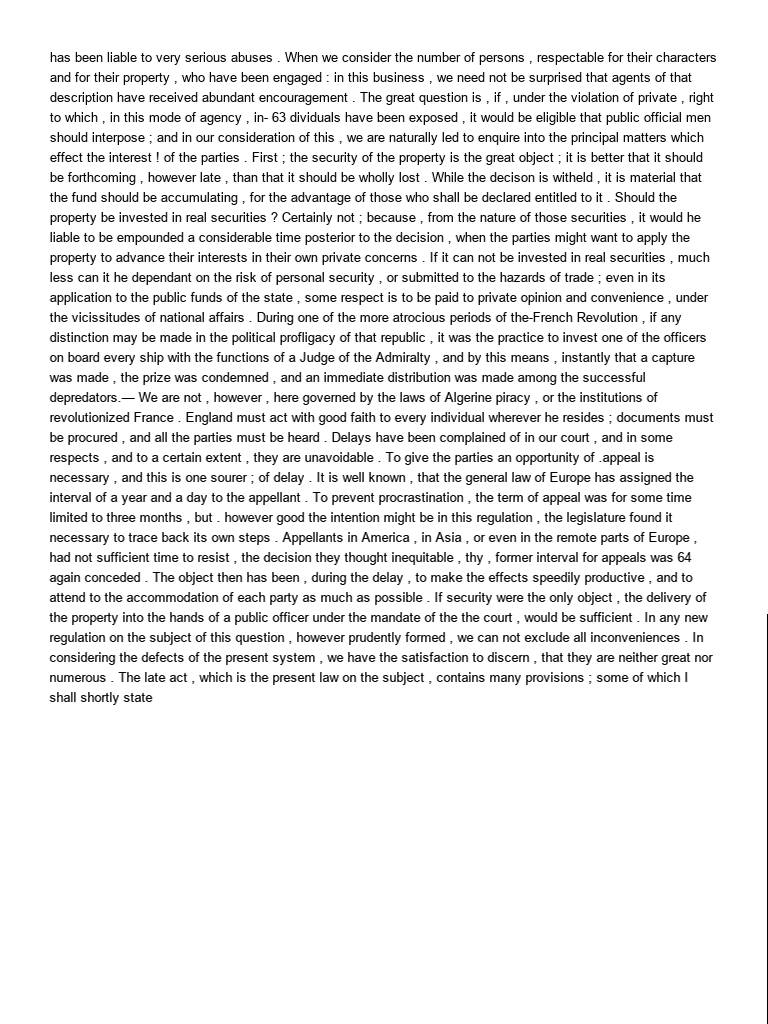 has been liable to very serious abuses . When we consider the number of persons , respectable for their characters
and for their property , who have been engaged : in this business , we need not be surprised that agents of that
description have received abundant encouragement . The great question is , if , under the violation of private , right
to which , in this mode of agency , in- 63 dividuals have been exposed , it would be eligible that public official men
should interpose ; and in our consideration of this , we are naturally led to enquire into the principal matters which
effect the interest ! of the parties . First ; the security of the property is the great object ; it is better that it should
be forthcoming , however late , than that it should be wholly lost . While the decison is witheld , it is material that
the fund should be accumulating , for the advantage of those who shall be declared entitled to it . Should the
property be invested in real securities ? Certainly not ; because , from the nature of those securities , it would he
liable to be empounded a considerable time posterior to the decision , when the parties might want to apply the
property to advance their interests in their own private concerns . If it can not be invested in real securities , much
less can it he dependant on the risk of personal security , or submitted to the hazards of trade ; even in its
application to the public funds of the state , some respect is to be paid to private opinion and convenience , under
the vicissitudes of national affairs . During one of the more atrocious periods of the-French Revolution , if any
distinction may be made in the political profligacy of that republic , it was the practice to invest one of the officers
on board every ship with the functions of a Judge of the Admiralty , and by this means , instantly that a capture
was made , the prize was condemned , and an immediate distribution was made among the successful
depredators.— We are not , however , here governed by the laws of Algerine piracy , or the institutions of
revolutionized France . England must act with good faith to every individual wherever he resides ; documents must
be procured , and all the parties must be heard . Delays have been complained of in our court , and in some
respects , and to a certain extent , they are unavoidable . To give the parties an opportunity of .appeal is
necessary , and this is one sourer ; of delay . It is well known , that the general law of Europe has assigned the
interval of a year and a day to the appellant . To prevent procrastination , the term of appeal was for some time
limited to three months , but . however good the intention might be in this regulation , the legislature found it
necessary to trace back its own steps . Appellants in America , in Asia , or even in the remote parts of Europe ,
had not sufficient time to resist , the decision they thought inequitable , thy , former interval for appeals was 64
again conceded . The object then has been , during the delay , to make the effects speedily productive , and to
attend to the accommodation of each party as much as possible . If security were the only object , the delivery of
the property into the hands of a public officer under the mandate of the the court , would be sufficient . In any new
regulation on the subject of this question , however prudently formed , we can not exclude all inconveniences . In
considering the defects of the present system , we have the satisfaction to discern , that they are neither great nor
numerous . The late act , which is the present law on the subject , contains many provisions ; some of which I
shall shortly state